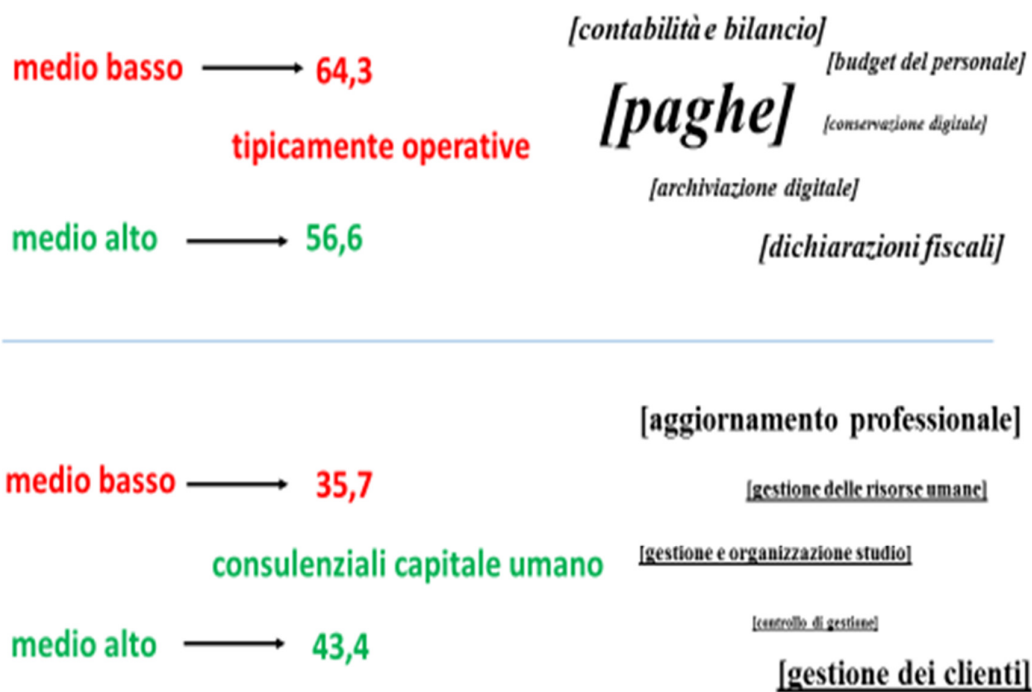 [contabilità e bilancio]
medio basso 64,3
[budget del personale]
[paghe]
[conservazione digitale]
tipicamente operative
[archiviazione digitale]
medio alto 56,6
[dichiarazioni fiscali]
[aggiornamento professionale]
medio basso 35,7
[gestione delle risorse umane]
[gestione e organizzazione studio]
consulenziali capitale umano
[controllo di gestione]
medio alto 43,4
[gestione dei clienti]